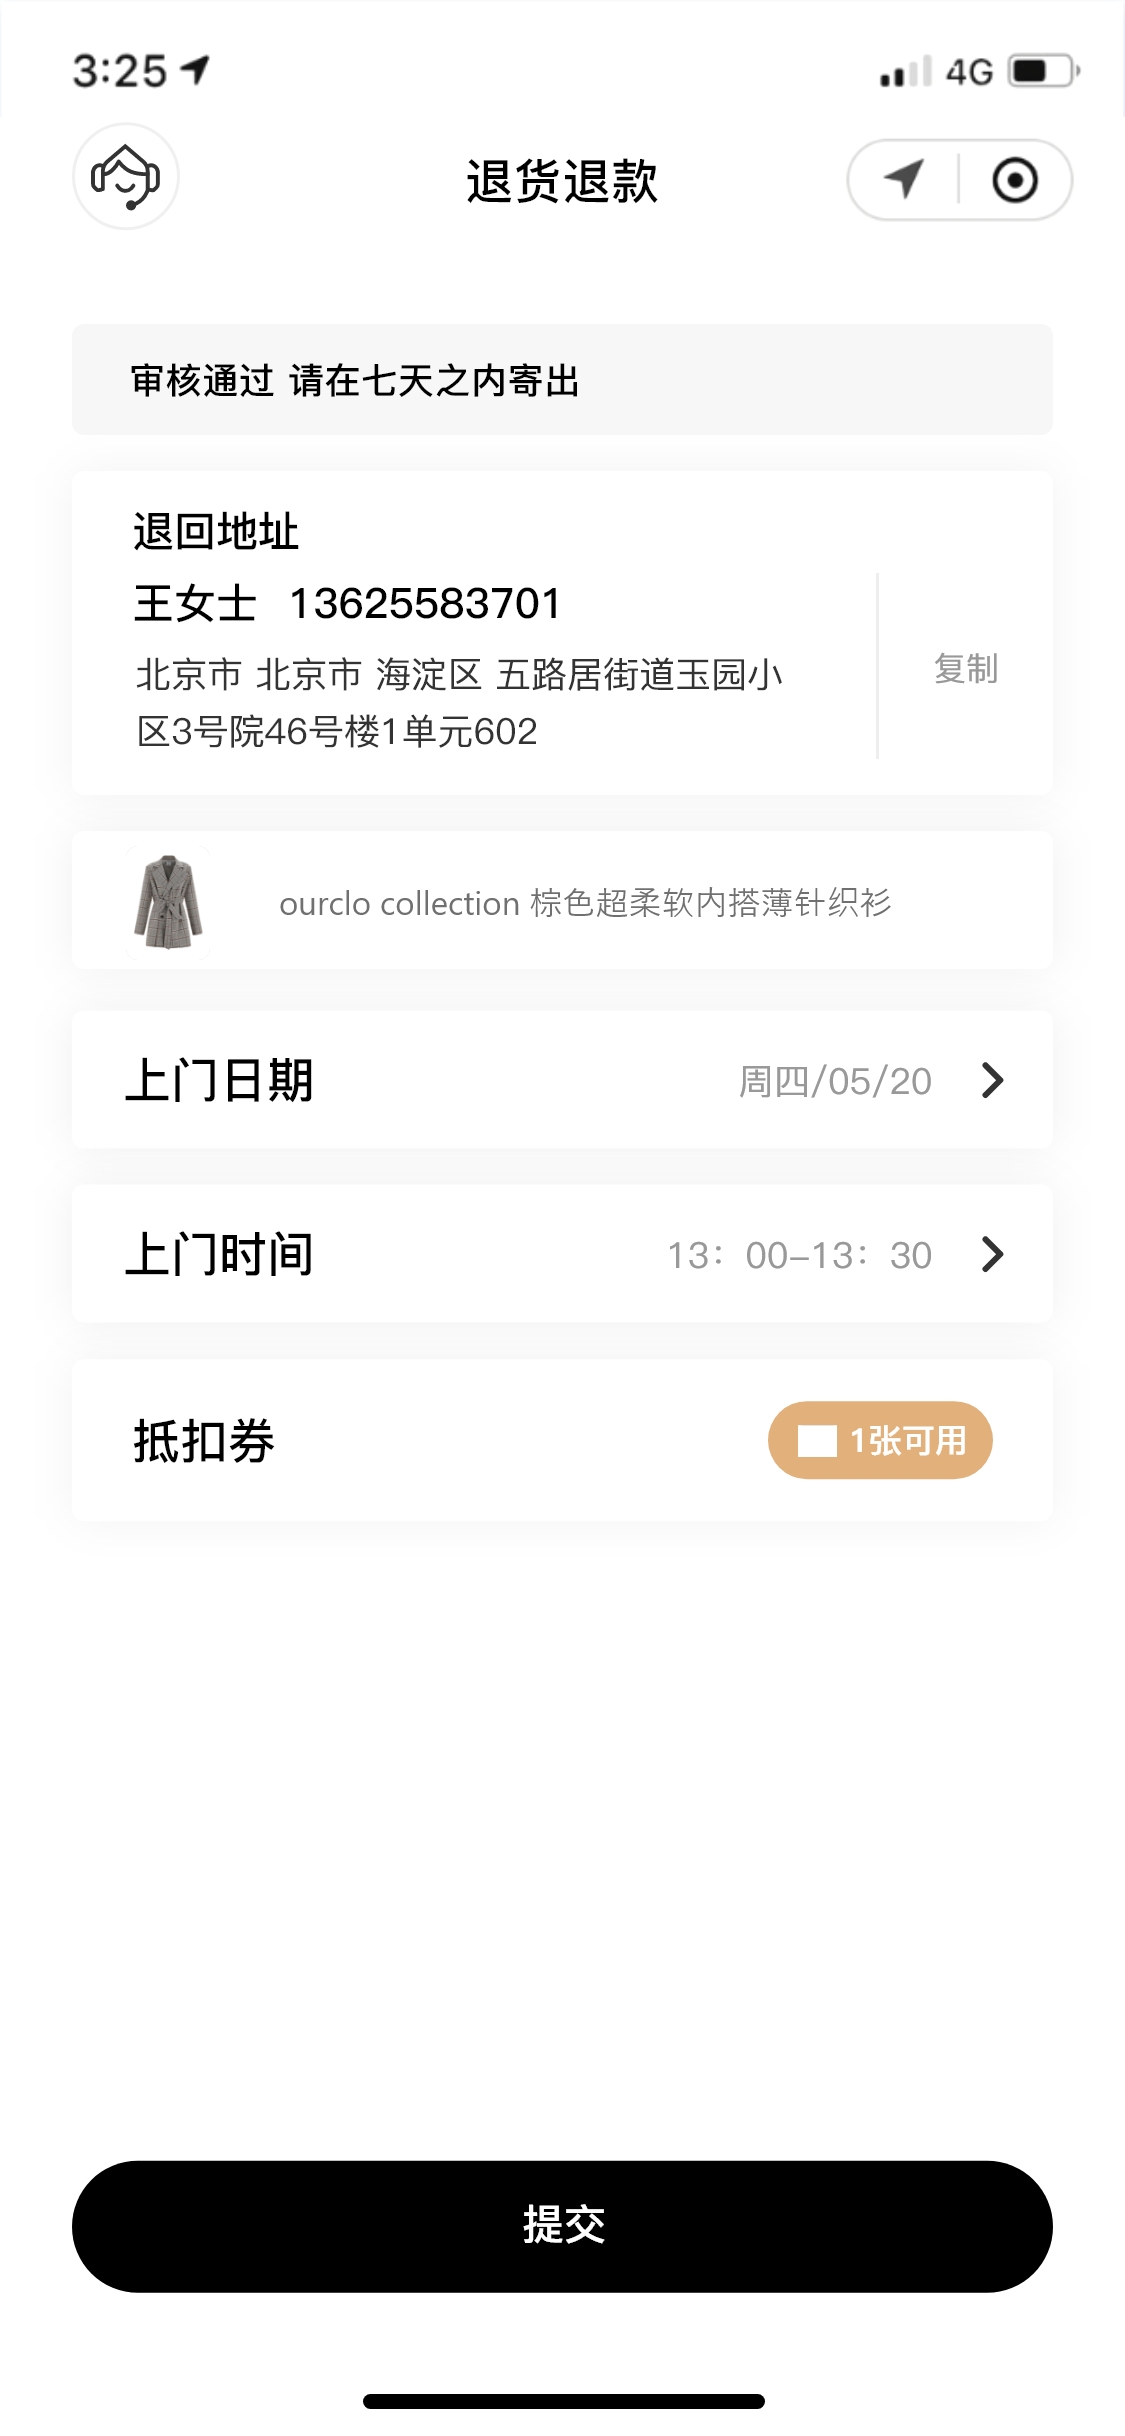 3:25
4G
退货退款
审核通过 请在七天之内寄出
退回地址
王女士 13625583701
北京市 北京市 海淀区 五路居街道玉园小
区3号院46号楼1单元602
复制
ourclo collection 棕色超柔软内搭薄针织衫
上门日期
周四/05/20
上门时间
13：00-13：30
抵扣券
1张可用
提交